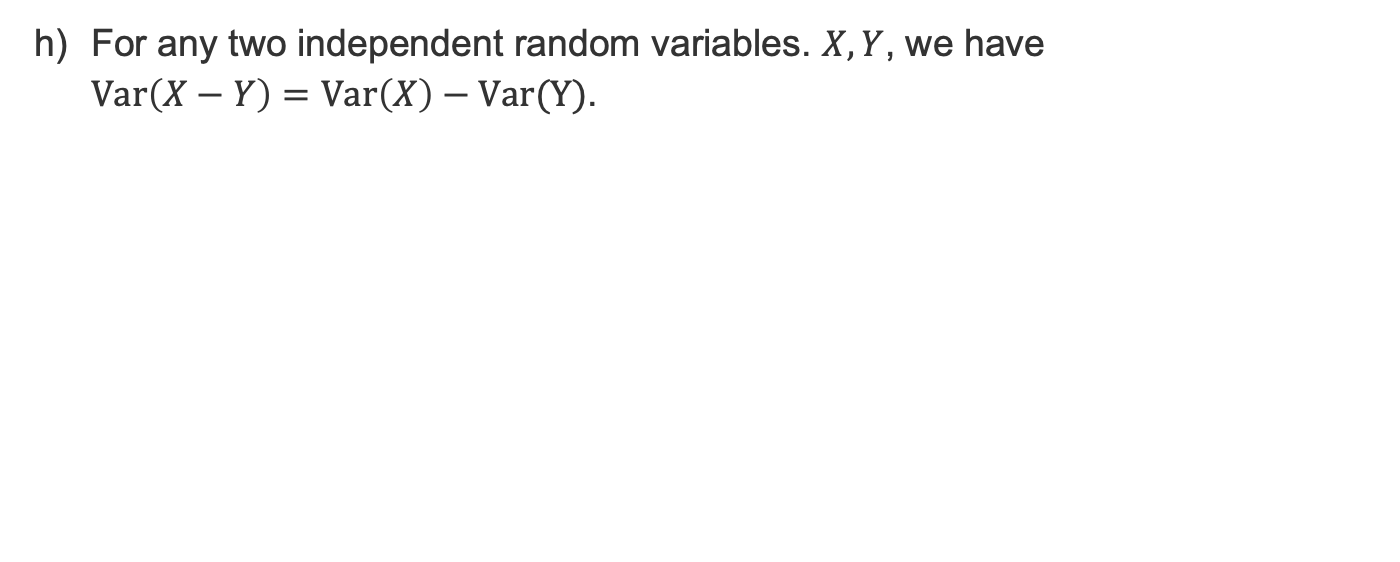 h) For any two independent random variables. X, Y, we have
Var(X − Y) = Var(X) − Var(Y).